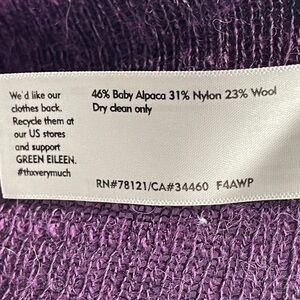 We'd like our
clothes back.
Recycle them at
our US stores
and support
GREEN EILEEN.
#thxverymuch
46% Baby Alpaca 31% Nylon 23% Wool
Dry clean only
RN#78121/CA#34460 F4AWP